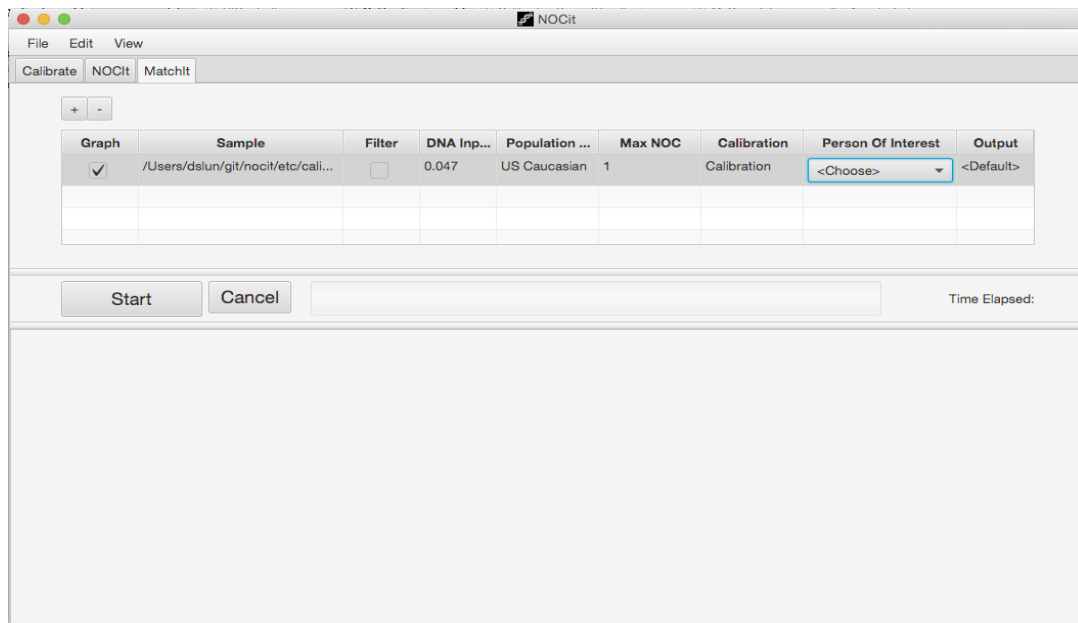 NOCit
File Edit View
Calibrate NOCIt MatchIt
+ -
Graph Sample Filter DNA Inp... Population ... Max NOC Calibration Person Of Interest Output
/Users/dslun/git/nocit/etc/cali... 0.047 US Caucasian 1 Calibration <Choose> <Default>
Start Cancel Time Elapsed: